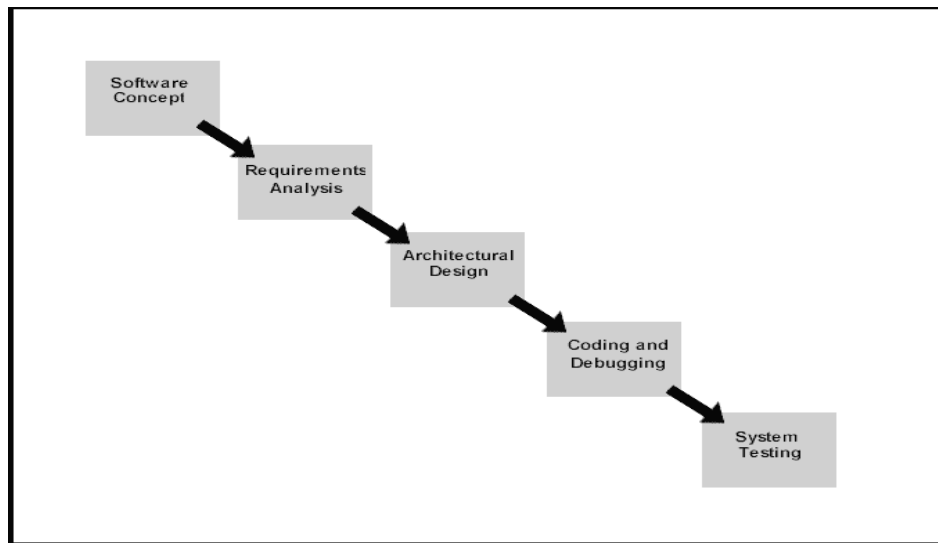 Software
Concept
Requirements
Analysis
Architectural
Design
Coding and
Debugging
System
Testing